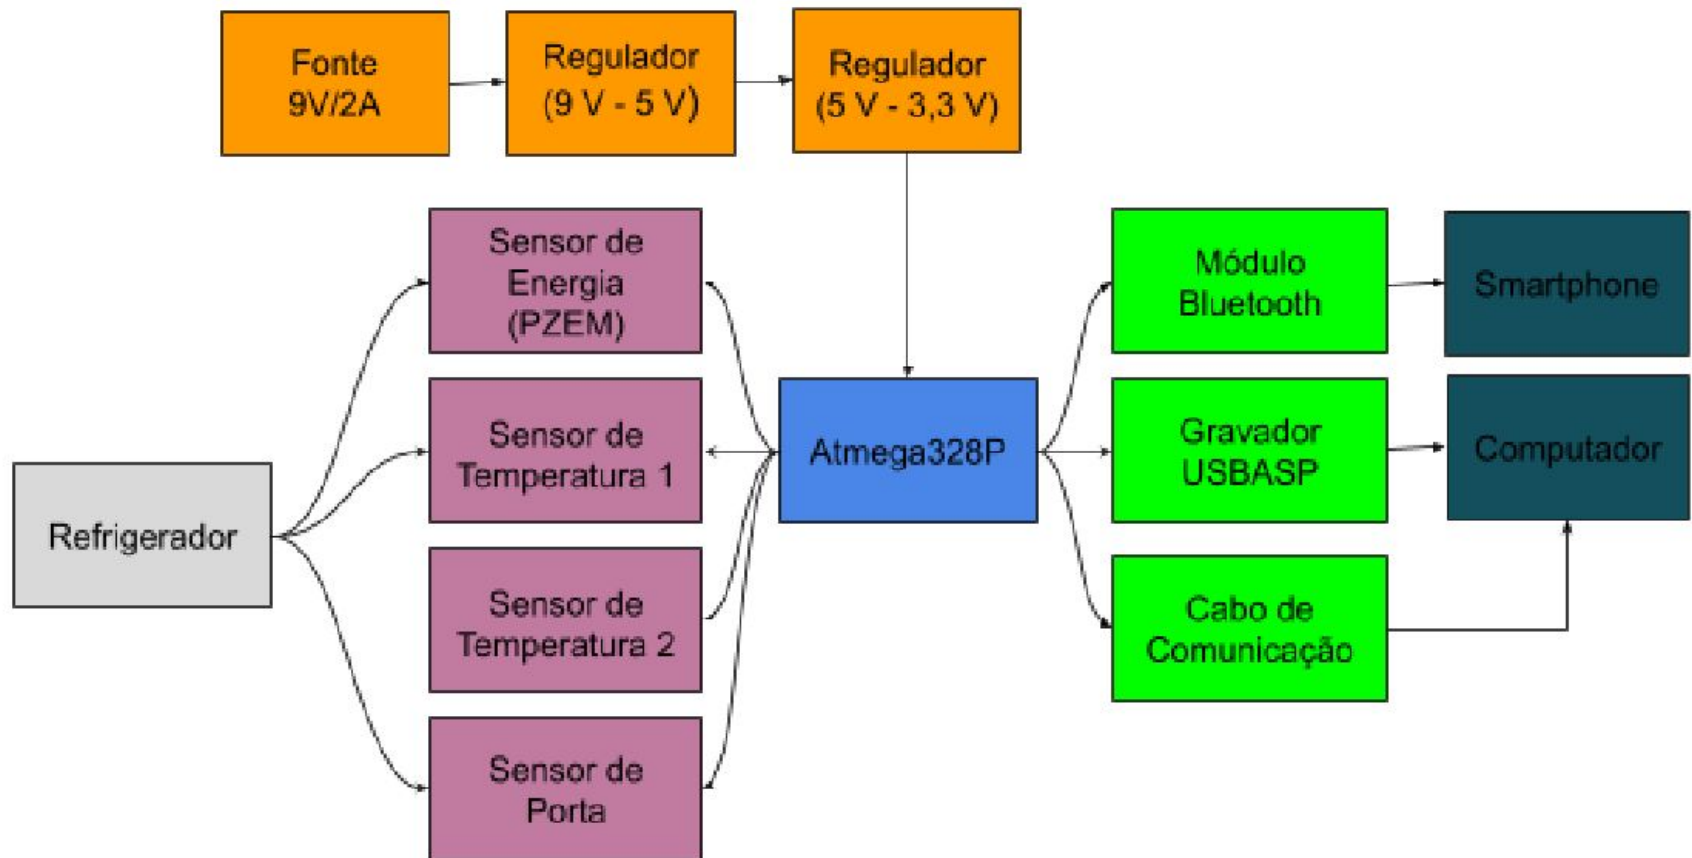 Fonte
9V/2A
Regulador
(9 V - 5 V)
Regulador
(5 V - 3,3 V)
Sensor de
Energia
(PZEM)
Módulo
Bluetooth
Smartphone
Sensor de
Temperatura 1
Atmega328P
Gravador
USBASP
Computador
Refrigerador
Sensor de
Temperatura 2
Cabo de
Comunicação
Sensor de
Porta